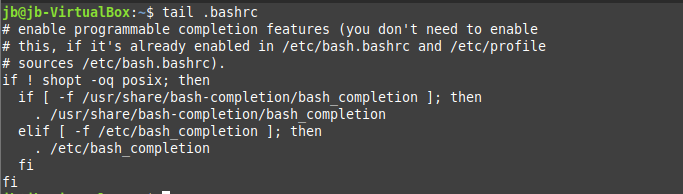 jb@jb-VirtualBox:~$ tail .bashrc
# enable programmable completion features (you don't need to enable
# this, if it's already enabled in /etc/bash.bashrc and /etc/profile
# sources /etc/bash.bashrc).
if ! shopt -oq posix; then
  if [ -f /usr/share/bash-completion/bash_completion ]; then
    . /usr/share/bash-completion/bash_completion
  elif [ -f /etc/bash_completion ]; then
    . /etc/bash_completion
  fi
fi